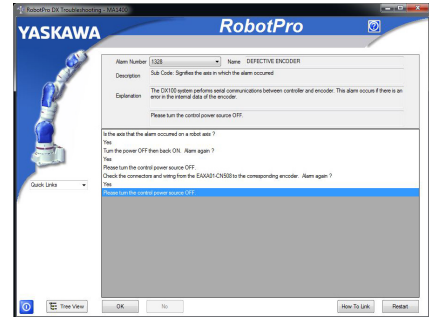 RobotPro DX Troubleshooting - MA1400
YASKAWA
RobotPro
Alarm Number 1328 Name DEFECTIVE ENCODER
Description Sub Code: Signifies the axis in which the alarm occurred
Explanation The DX100 system performs serial communications between controller and encoder. This alarm occurs if there is an
error in the internal data of the encoder.
Please turn the control power source OFF.
Is the axis that the alarm occurred on a robot axis ?
Yes
Turn the power OFF then back ON. Alarm again ?
Yes
Please turn the control power source OFF.
Check the connectors and wiring from the EAXA01-CN508 to the corresponding encoder. Alarm again ?
Yes
Please turn the control power source OFF.
Quick Links
Tree View
OK
No
How To Link
Restart